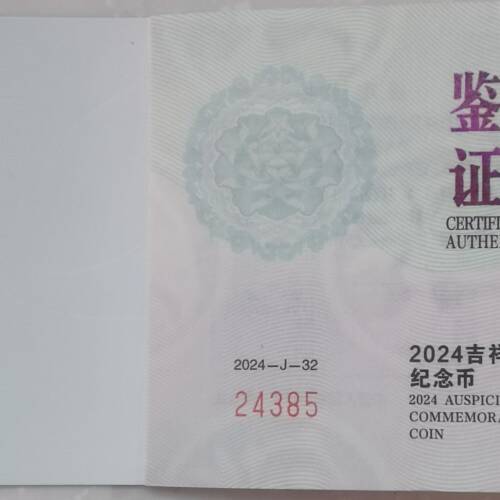 鉴
证
CERTIFI
AUTHE
2024-J-32
24385
2024吉祥
纪念币
2024 AUSPICI
COMMEMORA
COIN